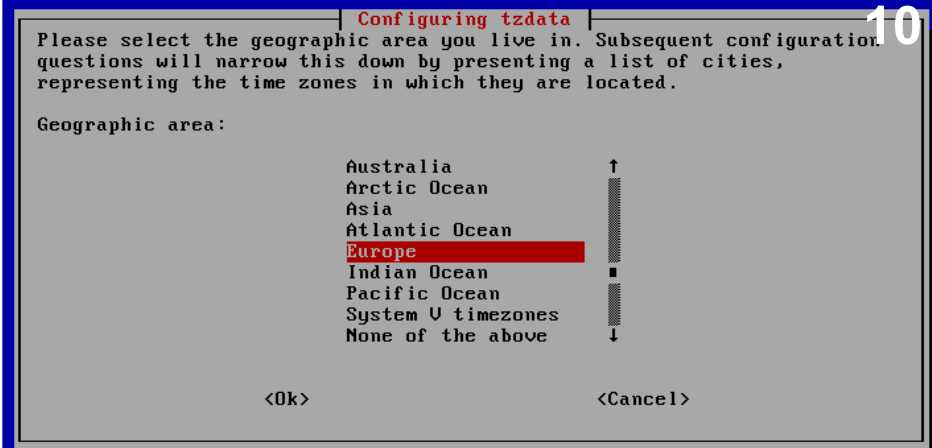 Configuring tzdata
10
Please select the geographic area you live in. Subsequent configuration
questions will narrow this down by presenting a list of cities,
representing the time zones in which they are located.
Geographic area:
Australia
Arctic Ocean
Asia
Atlantic Ocean
Europe
Indian Ocean
Pacific Ocean
System V timezones
None of the above
<Ok> <Cancel>